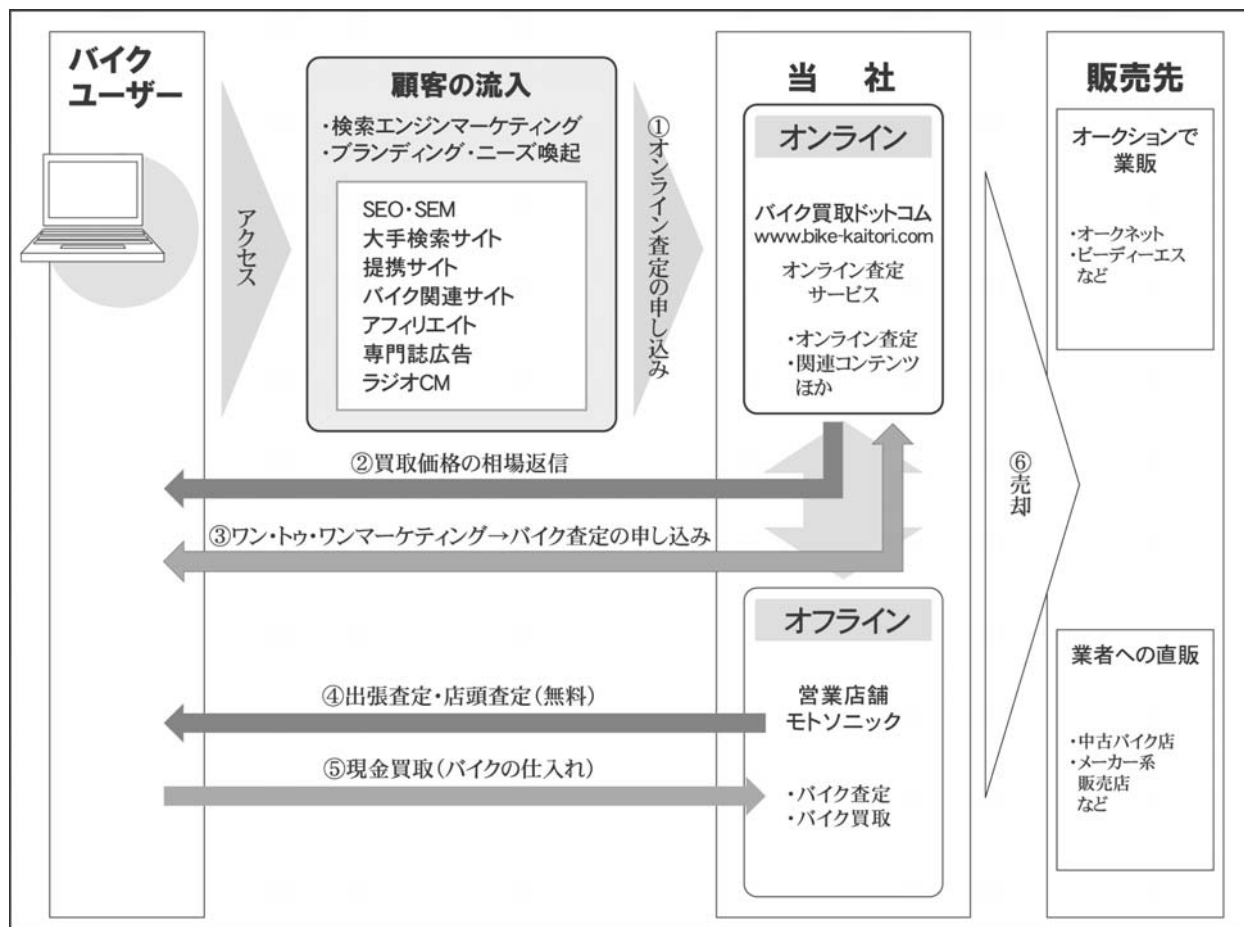 バイク
ユーザー
アクセス
顧客の流入
・検索エンジンマーケティング
・ブランディング・ニーズ喚起
SEO・SEM
大手検索サイト
提携サイト
バイク関連サイト
アフィリエイト
専門誌広告
ラジオCM
①オンライン査定の申し込み
当 社
オンライン
バイク買取ドットコム
www.bike-kaitori.com
オンライン査定
サービス
・オンライン査定
・関連コンテンツ
ほか
②買取価格の相場返信
③ワン・トゥ・ワンマーケティング→バイク査定の申し込み
オフライン
営業店舗
モトソニック
・バイク査定
・バイク買取
④出張査定・店頭査定(無料)
⑤現金買取(バイクの仕入れ)
⑥売却
販売先
オークションで
業販
・オークネット
・ビーディーエス
など
業者への直販
・中古バイク店
・メーカー系
販売店
など